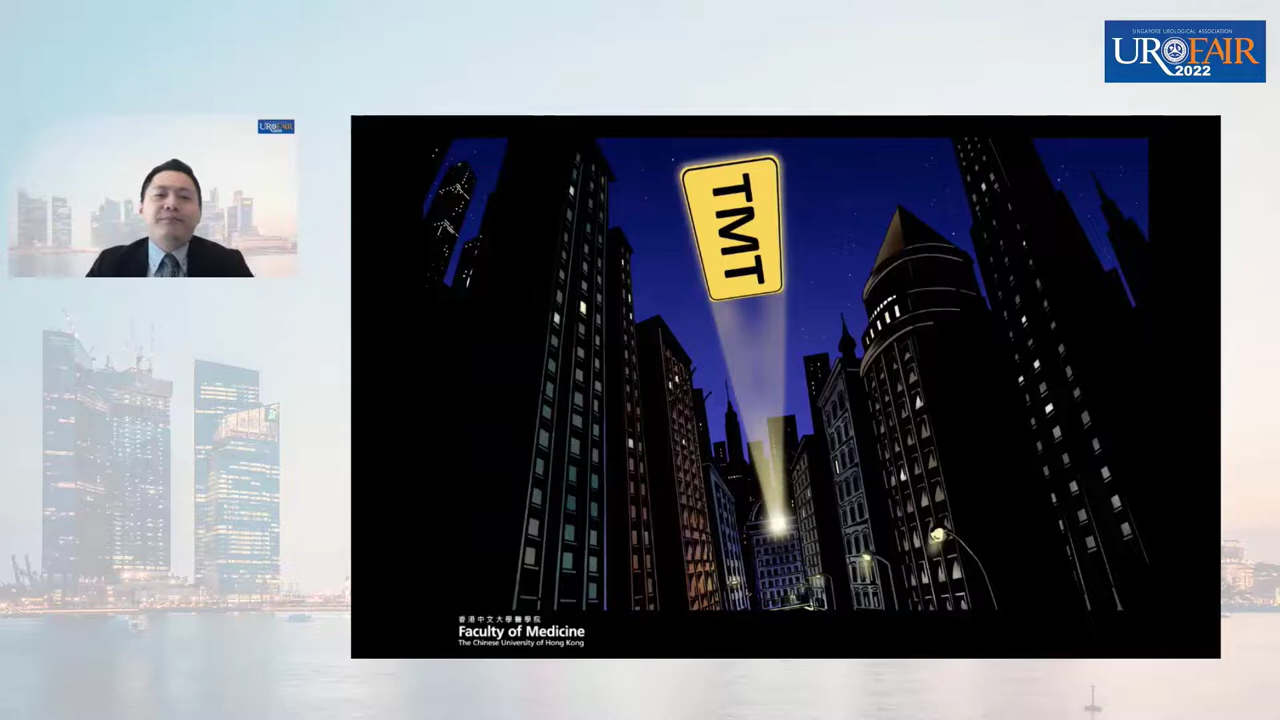 SINGAPORE UROLOGICAL ASSOCIATION
UROFAIR
2022
UROFAIR
TMT
香港中文大學醫學院
Faculty of Medicine
The Chinese University of Hong Kong